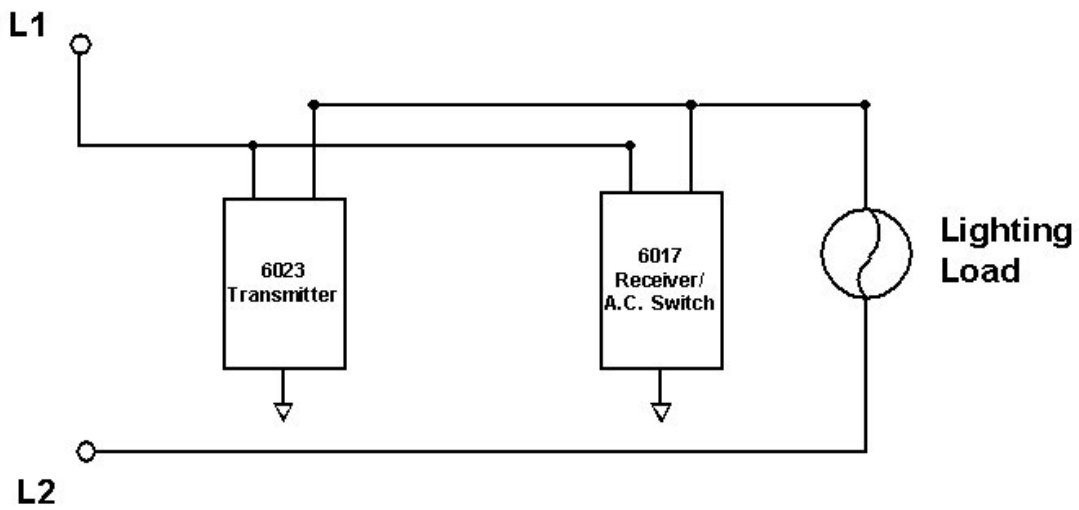 L1
6023
Transmitter
6017
Receiver/
A.C. Switch
Lighting
Load
L2